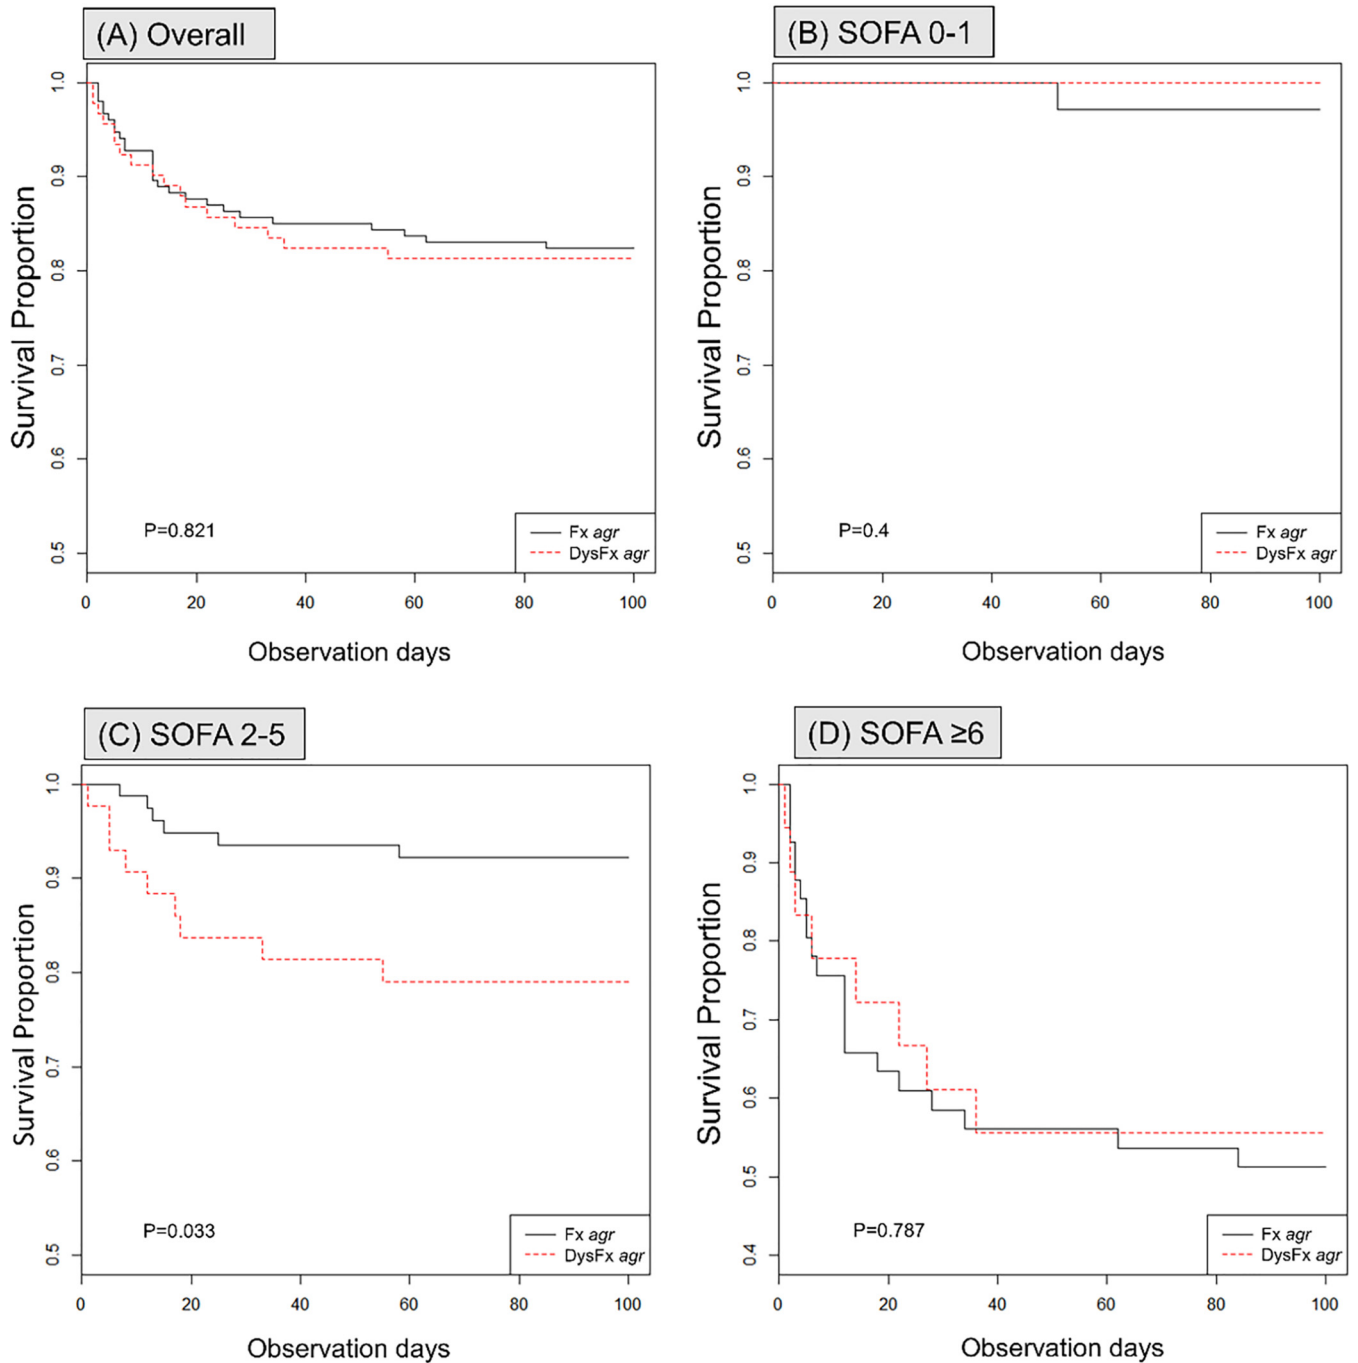 (A) Overall
Survival Proportion
1.0
0.9
0.8
0.7
0.6
0.5
P=0.821
Fx agr
DysFx agr
0 20 40 60 80 100
Observation days
(B) SOFA 0-1
Survival Proportion
1.0
0.9
0.8
0.7
0.6
0.5
P=0.4
Fx agr
DysFx agr
0 20 40 60 80 100
Observation days
(C) SOFA 2-5
Survival Proportion
1.0
0.9
0.8
0.7
0.6
0.5
P=0.033
Fx agr
DysFx agr
0 20 40 60 80 100
Observation days
(D) SOFA ≥6
Survival Proportion
1.0
0.9
0.8
0.7
0.6
0.5
0.4
P=0.787
Fx agr
DysFx agr
0 20 40 60 80 100
Observation days